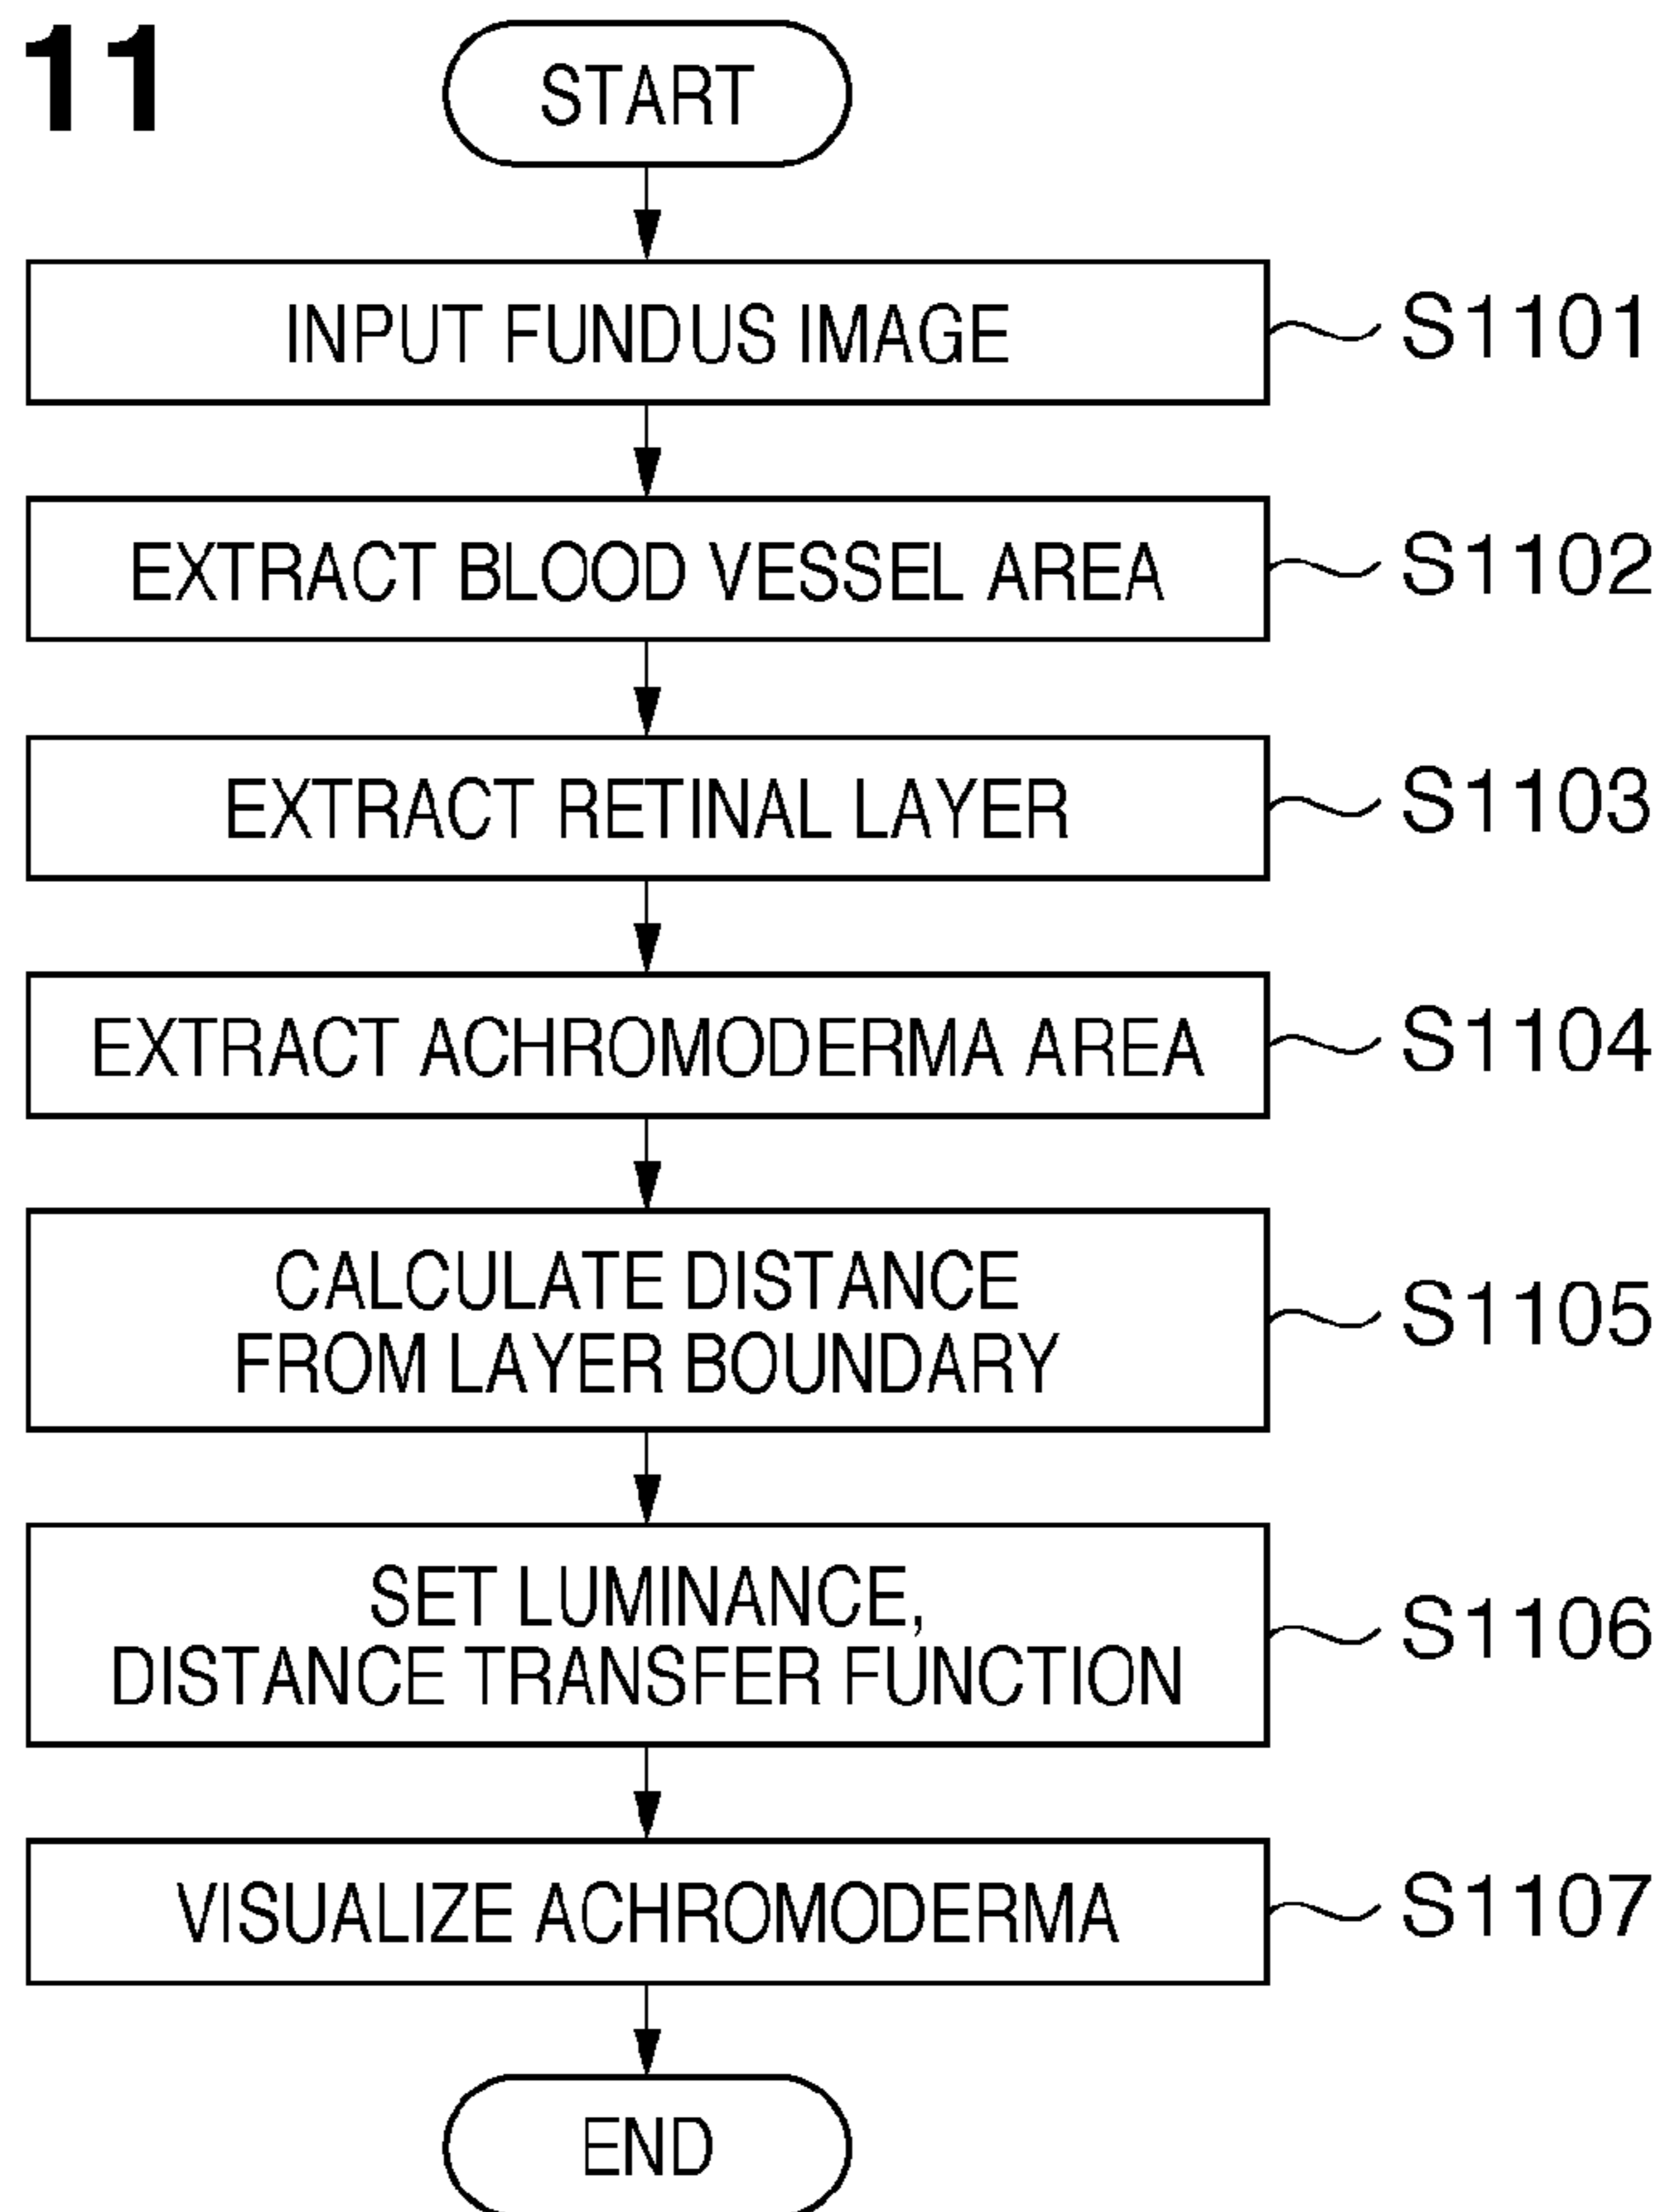 11
START
INPUT FUNDUS IMAGE
S1101
EXTRACT BLOOD VESSEL AREA
S1102
EXTRACT RETINAL LAYER
S1103
EXTRACT ACHROMODERMA AREA
S1104
CALCULATE DISTANCE
FROM LAYER BOUNDARY
S1105
SET LUMINANCE,
DISTANCE TRANSFER FUNCTION
S1106
VISUALIZE ACHROMODERMA
S1107
END